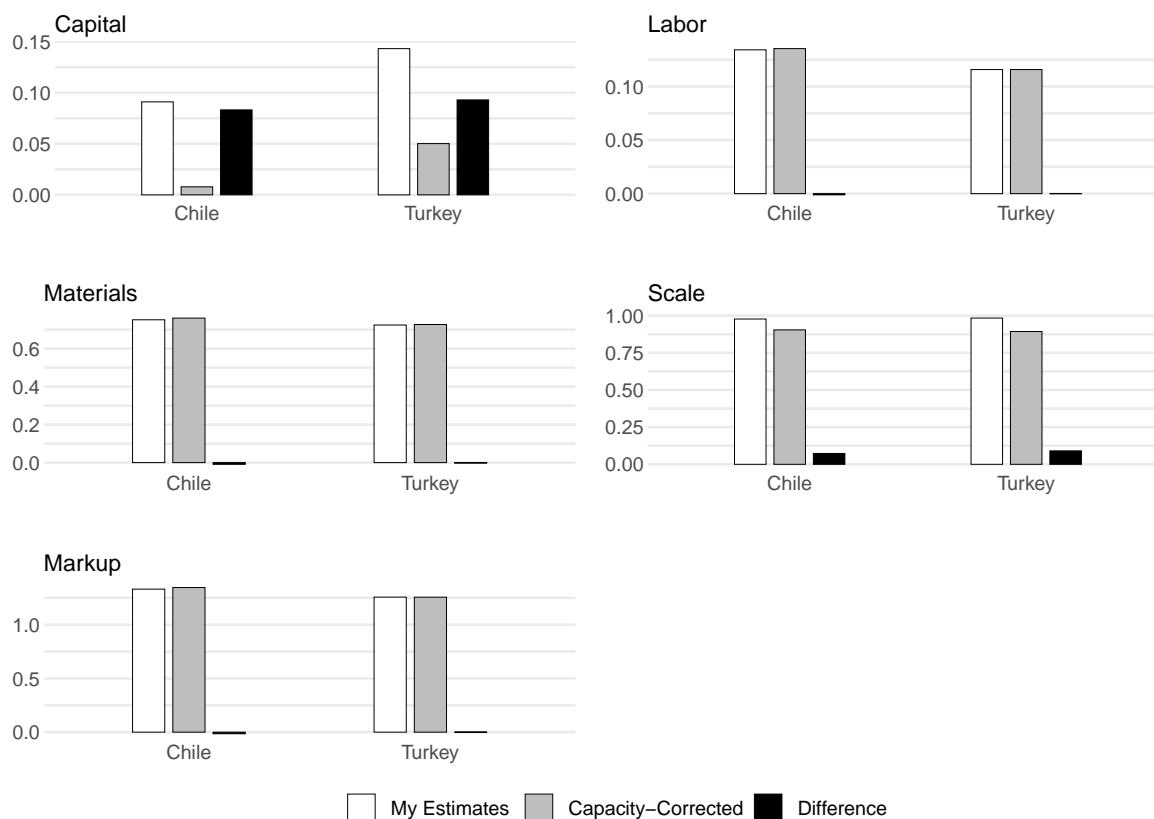 Capital
0.15
0.10
0.05
0.00
Chile Turkey
Labor
0.10
0.05
0.00
Chile Turkey
Materials
0.6
0.4
0.2
0.0
Chile Turkey
Scale
1.00
0.75
0.50
0.25
0.00
Chile Turkey
Markup
1.0
0.5
0.0
Chile Turkey
My Estimates Capacity−Corrected Difference